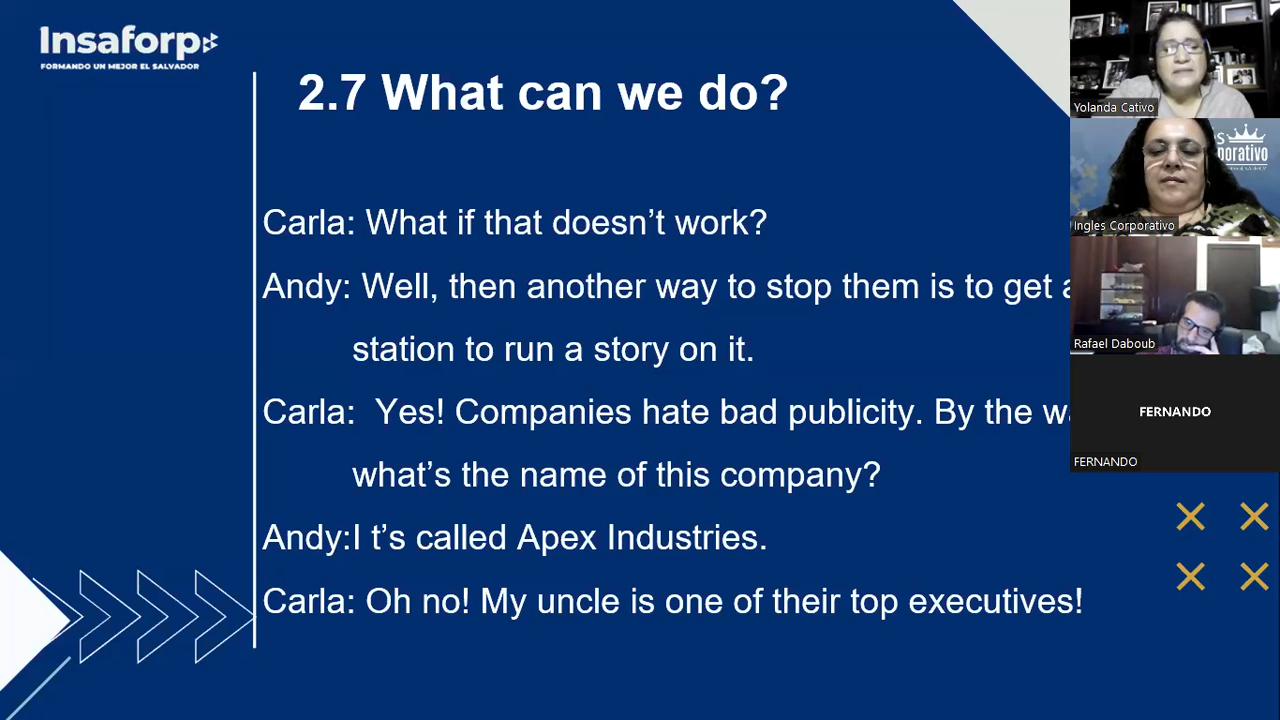 Insaforp
FORMANDO UN MEJOR EL SALVADOR
2.7 What can we do?
Carla: What if that doesn’t work?
Andy: Well, then another way to stop them is to get a
station to run a story on it.
Carla: Yes! Companies hate bad publicity. By the
what’s the name of this company?
Andy:I t’s called Apex Industries.
Carla: Oh no! My uncle is one of their top executives!
Yolanda Cativo
Ingles Corporativo
Rafael Daboub
FERNANDO
FERNANDO